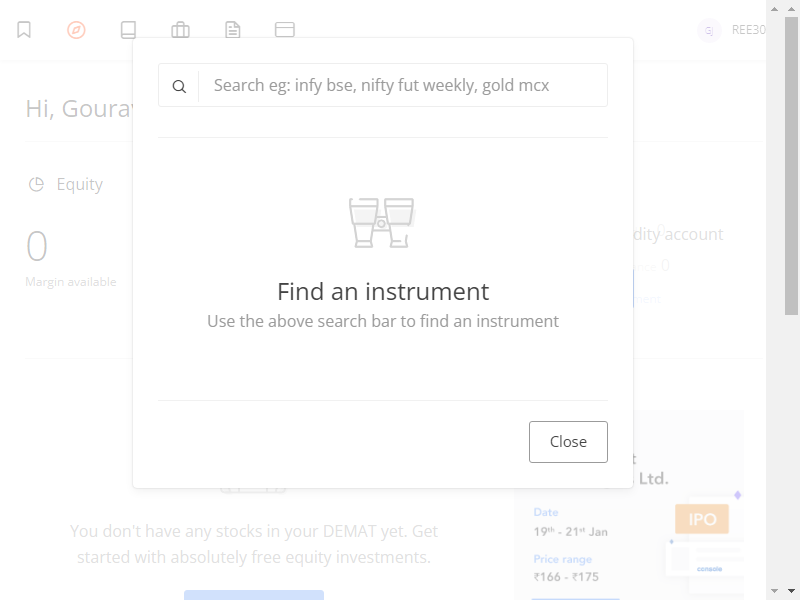 GJ
REE30
Search eg: infy bse, nifty fut weekly, gold mcx
Hi, Gourav
Equity
dity account
0
0
Margin available
Find an instrument
Use the above search bar to find an instrument
Close
Ltd.
Date
19th - 21st Jan
IPO
Price range
₹166 - ₹175
console
You don't have any stocks in your DEMAT yet. Get
started with absolutely free equity investments.